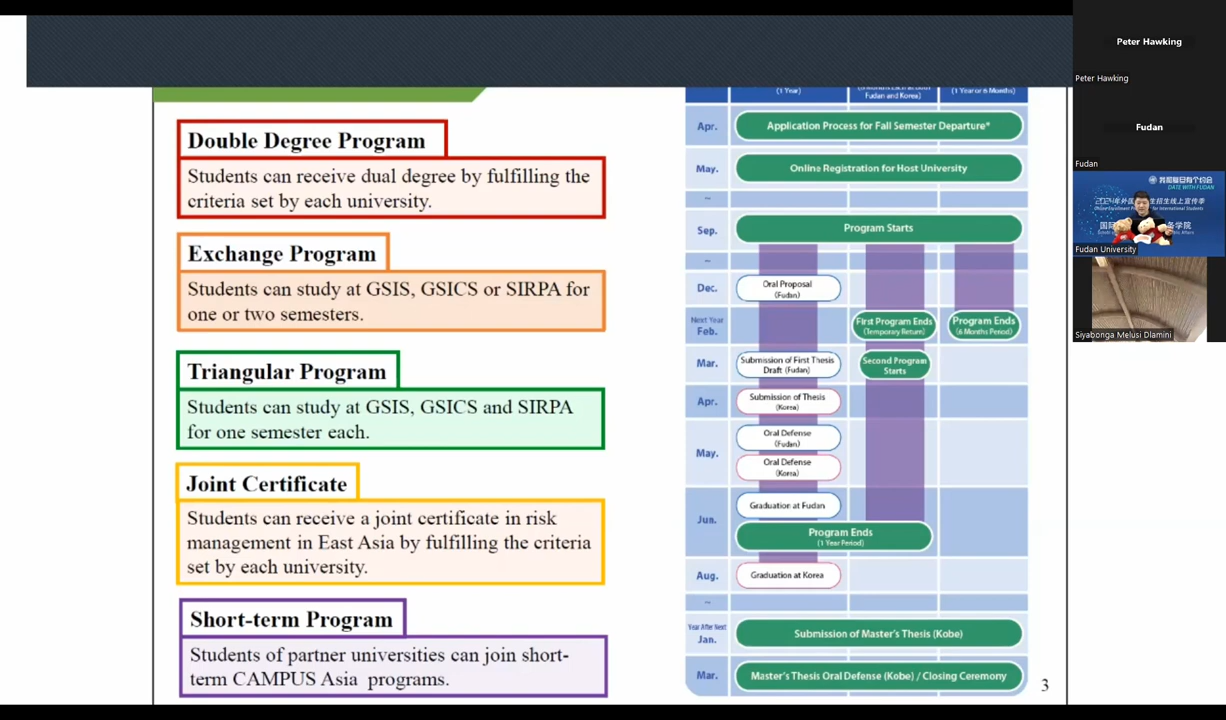 Double Degree Program
Students can receive dual degree by fulfilling the
criteria set by each university.
Exchange Program
Students can study at GSIS, GSICS or SIRPA for
one or two semesters.
Triangular Program
Students can study at GSIS, GSICS and SIRPA
for one semester each.
Joint Certificate
Students can receive a joint certificate in risk
management in East Asia by fulfilling the criteria
set by each university.
Short-term Program
Students of partner universities can join short-
term CAMPUS Asia programs.
(1 Year)
Fudan and Korea)
(1 Year or 6 Months)
Apr.
Application Process for Fall Semester Departure*
May.
Online Registration for Host University
~
Sep.
Program Starts
~
Dec.
Oral Proposal
(Fudan)
Next Year
Feb.
First Program Ends
(Temporary Return)
Program Ends
(6 Months Period)
Mar.
Submission of First Thesis
Draft (Fudan)
Second Program
Starts
Apr.
Submission of Thesis
(Korea)
May.
Oral Defense
(Fudan)
Oral Defense
(Korea)
Jun.
Graduation at Fudan
Program Ends
(1 Year Period)
Aug.
Graduation at Korea
~
Year After Next
Jan.
Submission of Master's Thesis (Kobe)
Mar.
Master's Thesis Oral Defense (Kobe) / Closing Ceremony
3
Peter Hawking
Peter Hawking
Fudan
Fudan
DATE WITH FUDAN
Fudan University
Siyabonga Melusi Dlamini